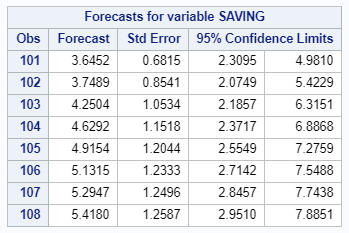 Forecasts for variable SAVING
Obs Forecast Std Error 95% Confidence Limits
101 3.6452 0.6815 2.3095 4.9810
102 3.7489 0.8541 2.0749 5.4229
103 4.2504 1.0534 2.1857 6.3151
104 4.6292 1.1518 2.3717 6.8868
105 4.9154 1.2044 2.5549 7.2759
106 5.1315 1.2333 2.7142 7.5488
107 5.2947 1.2496 2.8457 7.7438
108 5.4180 1.2587 2.9510 7.8851